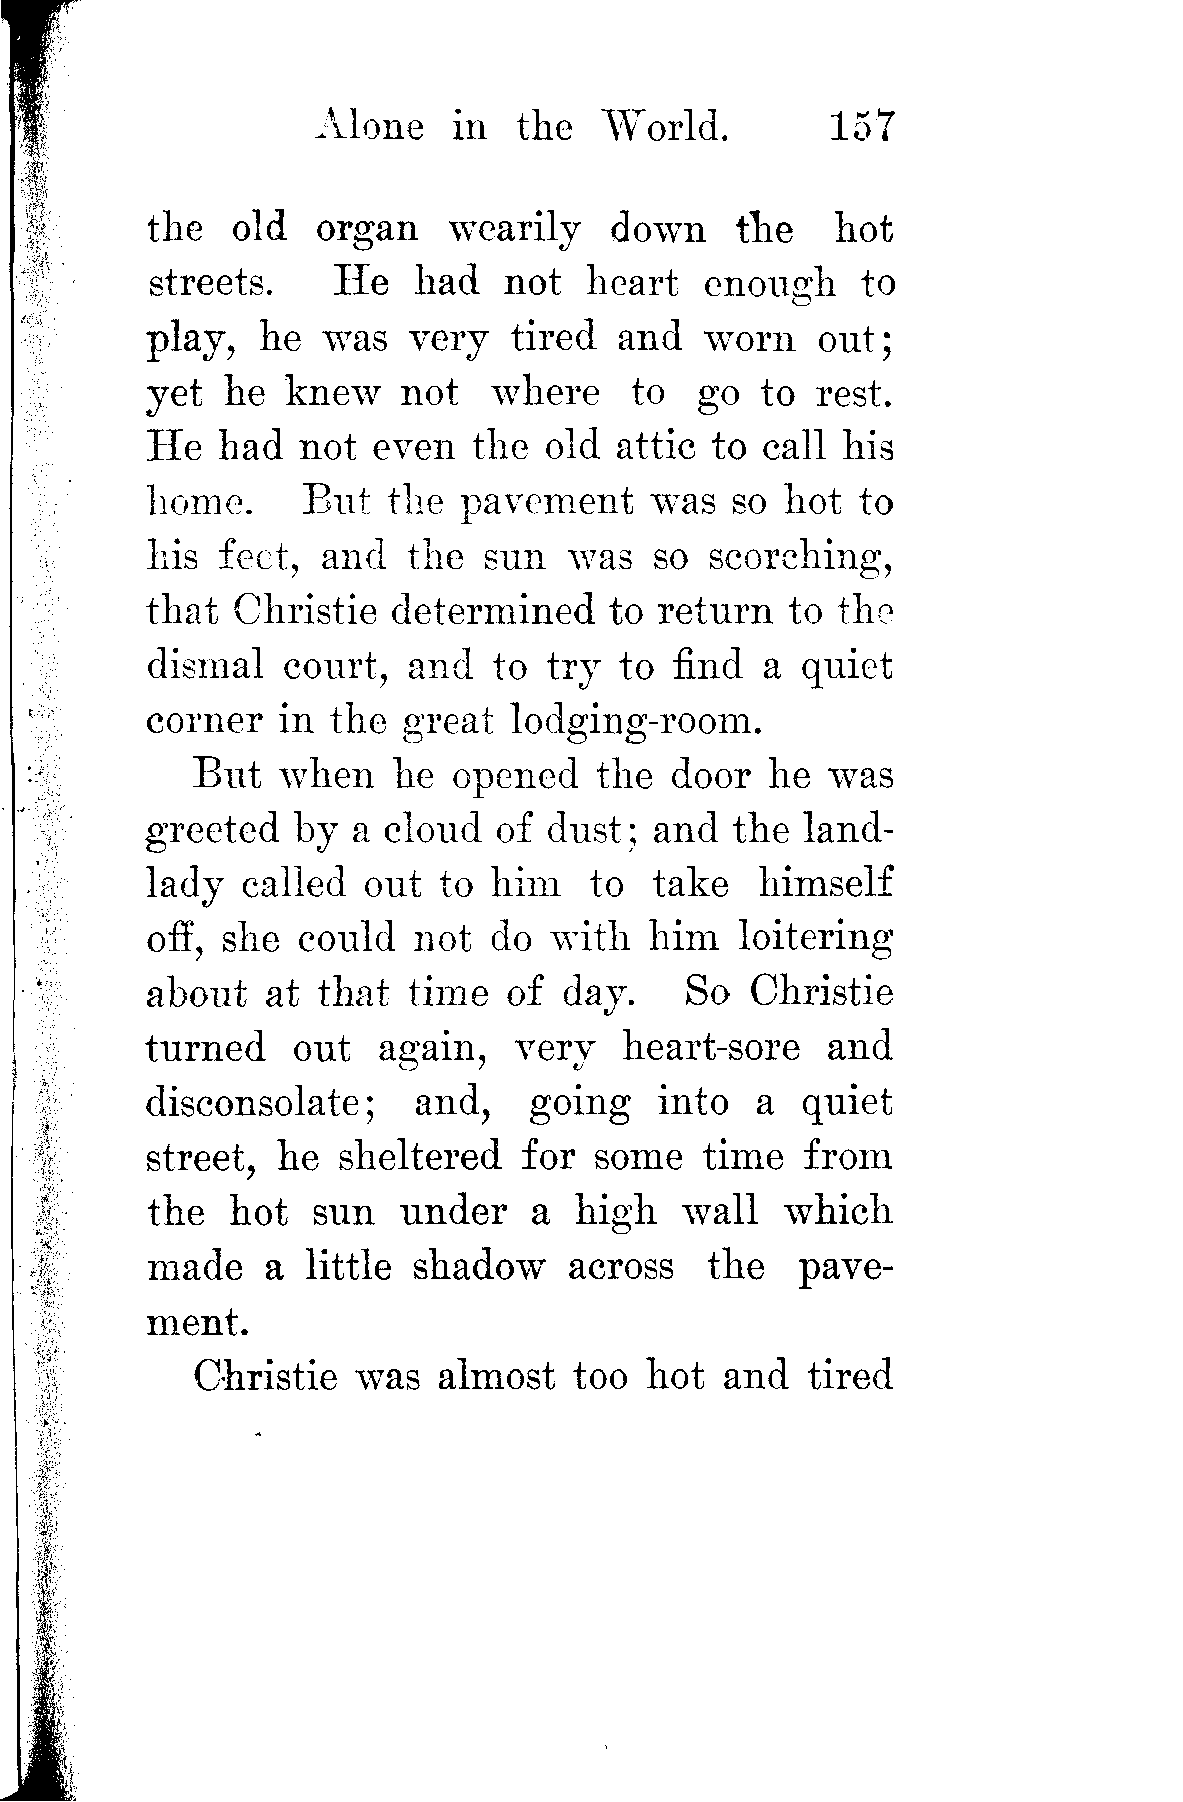 Alone in the World. 157
the old organ wearily down the hot
streets. He had not heart enough to
play, he was very tired and worn out;
yet he knew not where to go to rest.
He had not even the old attic to call his
home. But the pavement was so hot to
his feet, and the sun was so scorching,
that Christie determined to return to the
dismal court, and to try to find a quiet
corner in the great lodging-room.
But when he opened the door he was
greeted by a cloud of dust; and the land-
lady called out to him to take himself
off, she could not do with him loitering
about at that time of day. So Christie
turned out again, very heart-sore and
disconsolate; and, going into a quiet
street, he sheltered for some time from
the hot sun under a high wall which
made a little shadow across the pave-
ment.
Christie was almost too hot and tired